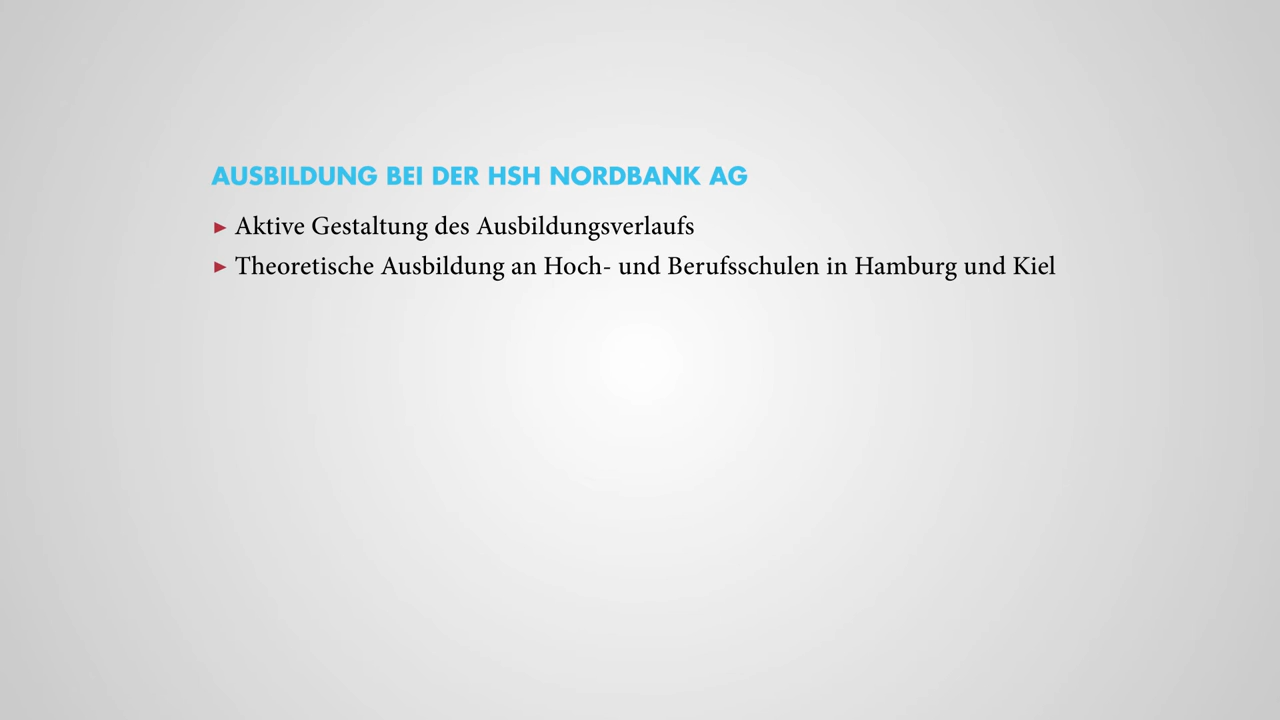 AUSBILDUNG BEI DER HSH NORDBANK AG
► Aktive Gestaltung des Ausbildungsverlaufs
► Theoretische Ausbildung an Hoch- und Berufsschulen in Hamburg und Kiel